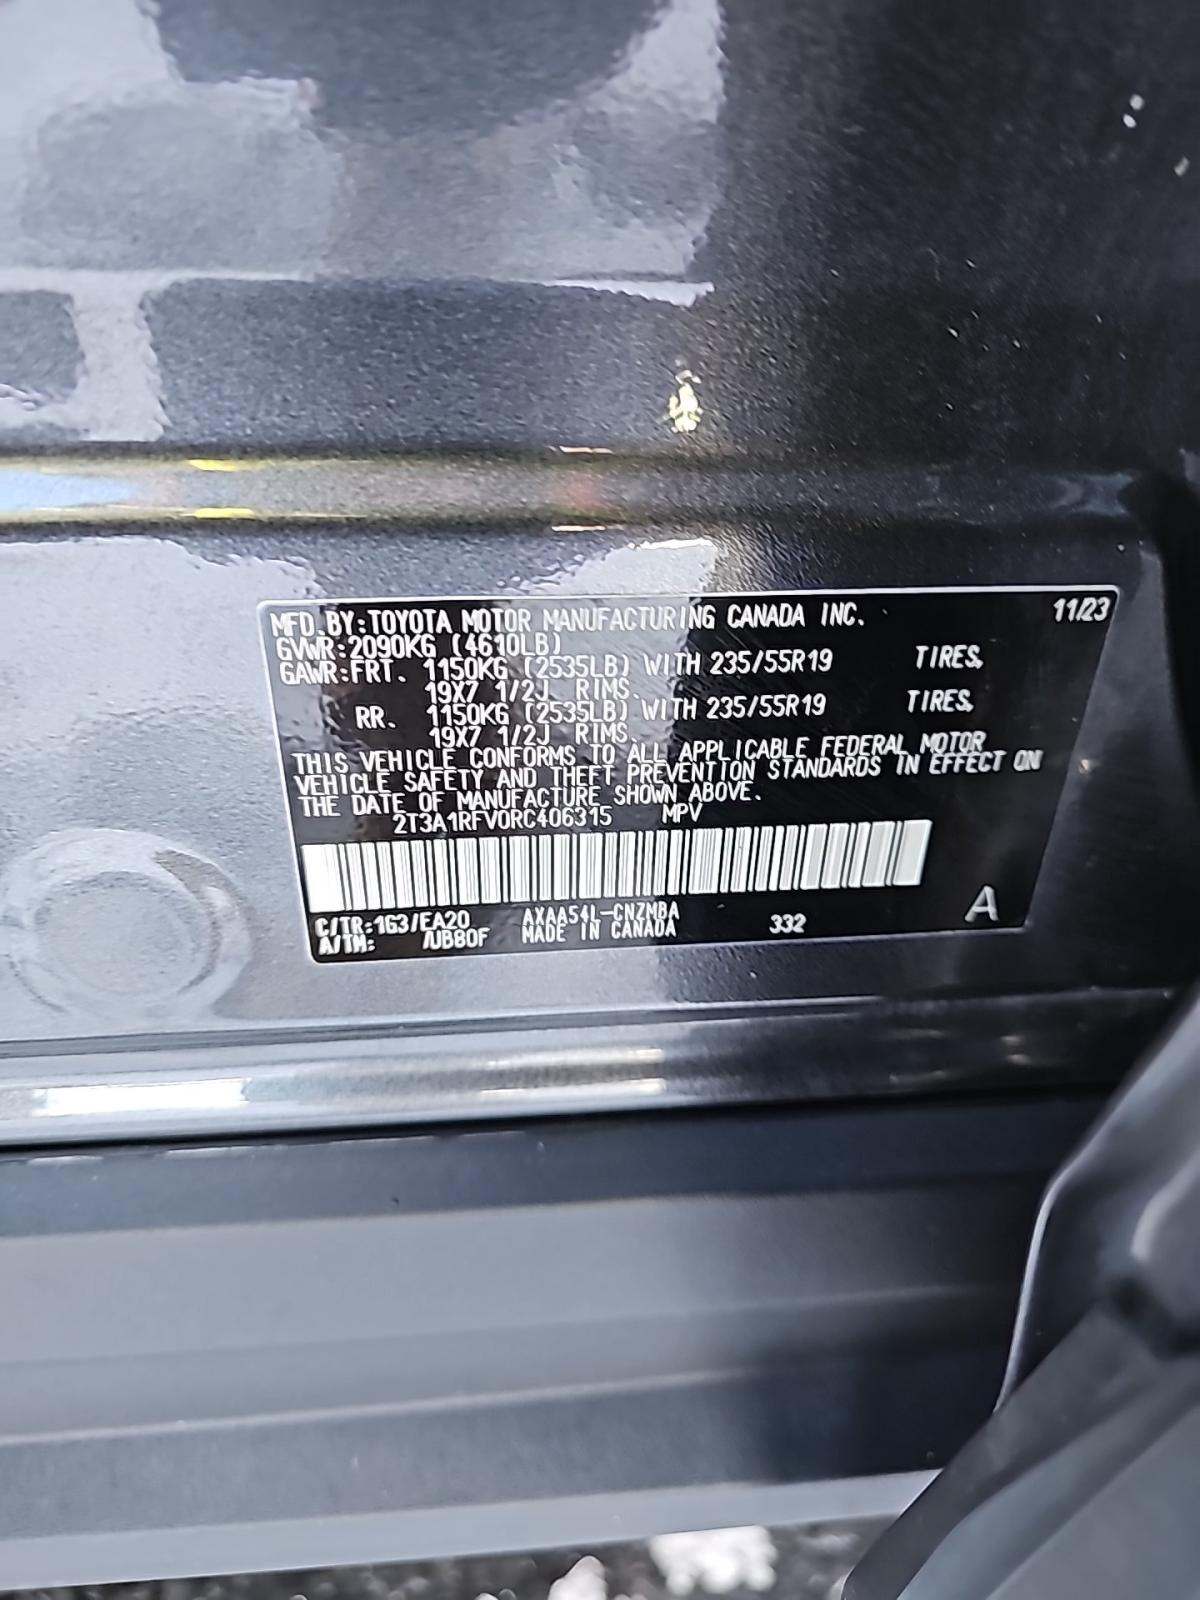 MFD.BY:TOYOTA MOTOR MANUFACTURING CANADA INC. 11/23
GVWR:2090KG (4610LB)
GAWR:FRT. 1150KG (2535LB) WITH 235/55R19 TIRES,
19X7 1/2J RIMS.
RR. 1150KG (2535LB) WITH 235/55R19 TIRES,
19X7 1/2J RIMS.
THIS VEHICLE CONFORMS TO ALL APPLICABLE FEDERAL MOTOR
VEHICLE SAFETY AND THEFT PREVENTION STANDARDS IN EFFECT ON
THE DATE OF MANUFACTURE SHOWN ABOVE.
2T3A1RFV0RC406315 MPV
C/TR:1G3/EA20 AXAA54L-CNZMBA 332 A
A/TM: /UB80F MADE IN CANADA